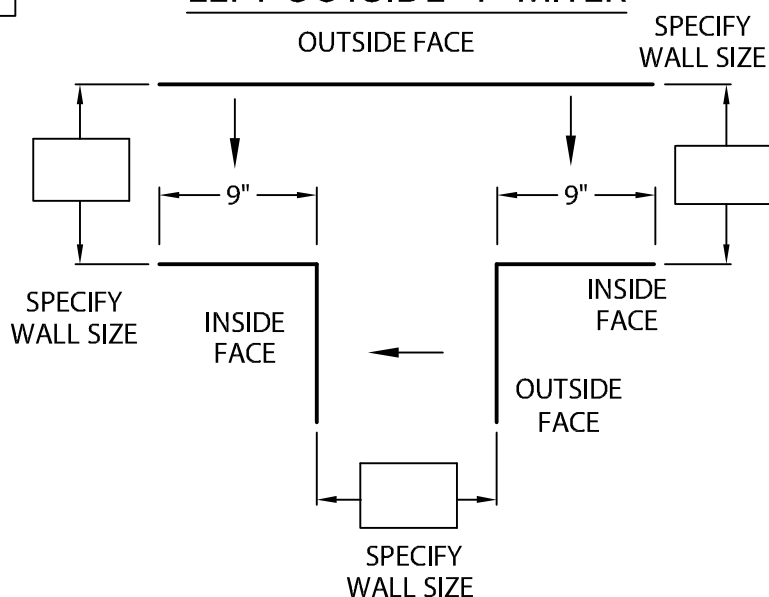 OUTSIDE FACE
SPECIFY
WALL SIZE
9"
9"
SPECIFY
WALL SIZE
INSIDE
FACE
INSIDE
FACE
OUTSIDE
FACE
SPECIFY
WALL SIZE